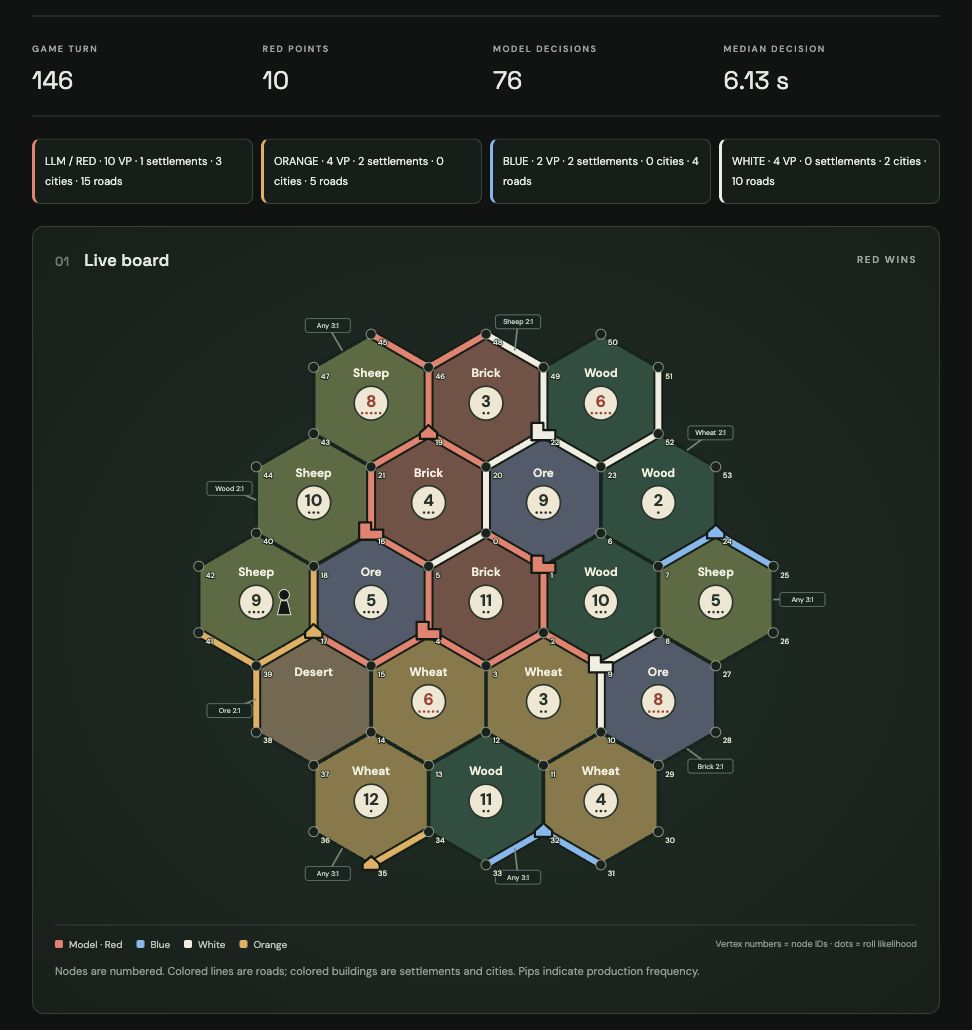 GAME TURN
RED POINTS
MODEL DECISIONS
MEDIAN DECISION
146
10
76
6.13 s
LLM / RED · 10 VP · 1 settlements · 3
cities · 15 roads
ORANGE · 4 VP · 2 settlements · 0
cities · 5 roads
BLUE · 2 VP · 2 settlements · 0 cities · 4
roads
WHITE · 4 VP · 0 settlements · 2 cities ·
10 roads
01 Live board
RED WINS
Any 3:1
Sheep 2:1
45
48
50
47
Sheep
8
46
Brick
3
49
Wood
6
51
Wheat 2:1
43
19
22
52
44
Sheep
10
21
Brick
4
20
Ore
9
23
Wood
2
53
Wood 2:1
40
16
0
6
24
42
Sheep
9
18
Ore
5
5
Brick
11
1
Wood
10
7
Sheep
5
25
Any 3:1
41
17
4
2
8
26
39
Desert
15
Wheat
6
3
Wheat
3
9
Ore
8
27
Ore 2:1
38
14
12
10
28
Brick 2:1
37
Wheat
12
13
Wood
11
11
Wheat
4
29
36
34
32
30
Any 3:1
35
33
Any 3:1
31
Model · Red
Blue
White
Orange
Vertex numbers = node IDs · dots = roll likelihood
Nodes are numbered. Colored lines are roads; colored buildings are settlements and cities. Pips indicate production frequency.